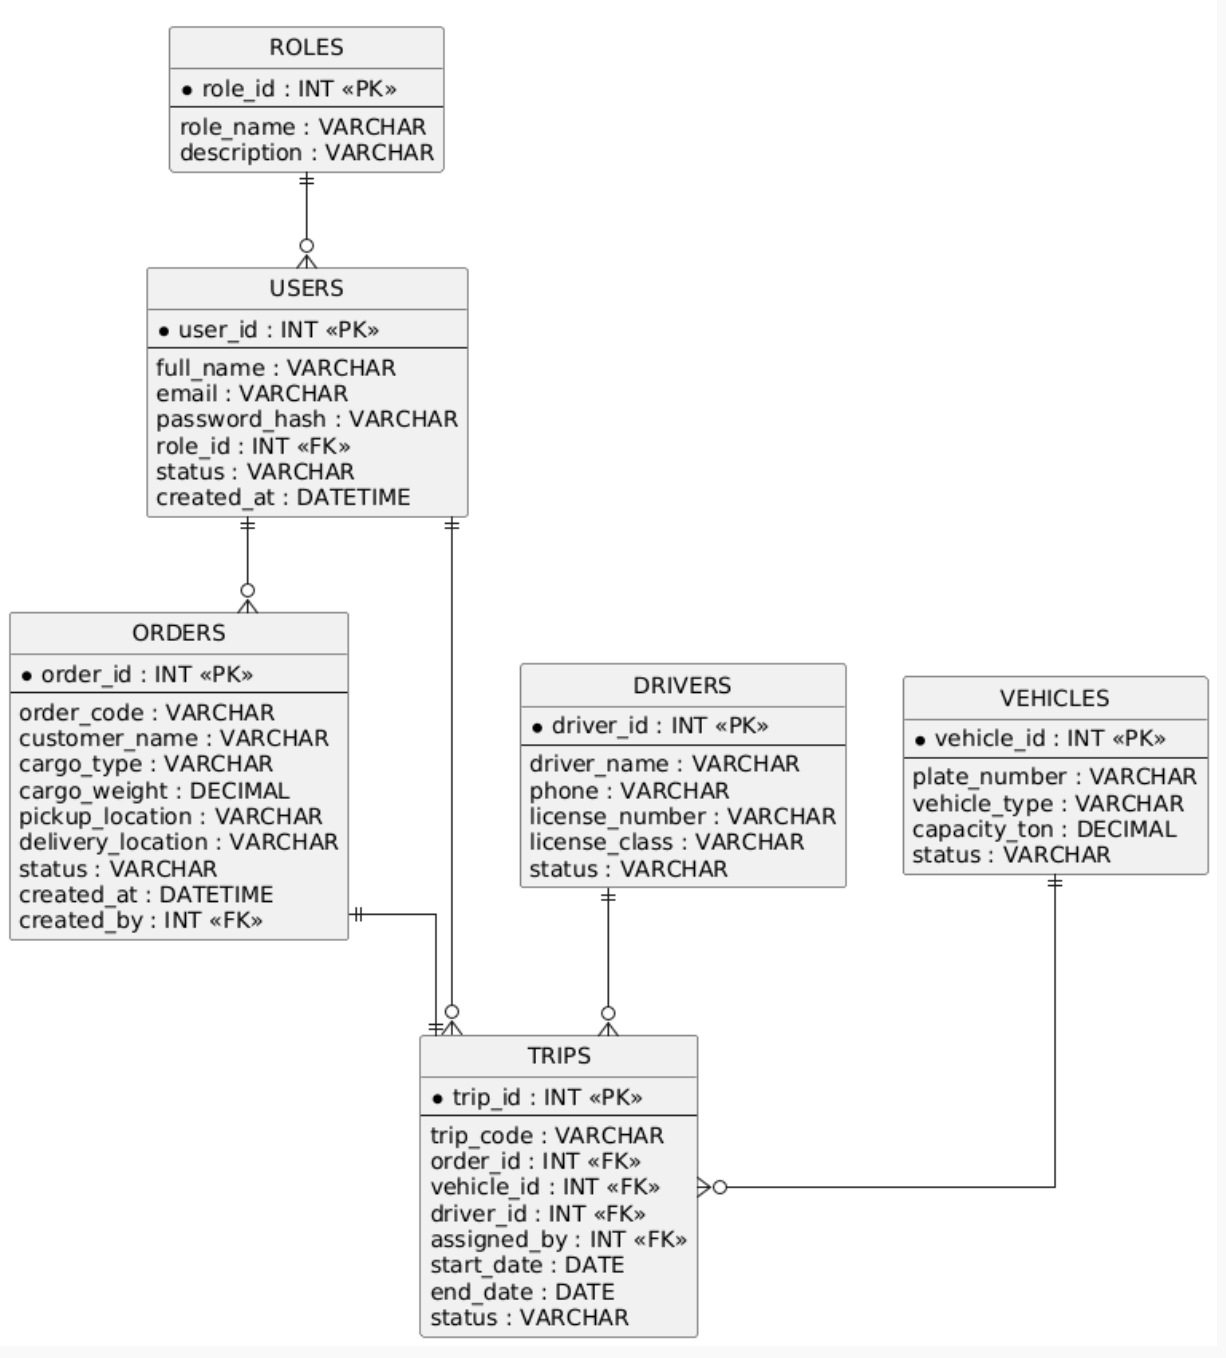 ROLES
role_id : INT «PK»
role_name : VARCHAR
description : VARCHAR
USERS
user_id : INT «PK»
full_name : VARCHAR
email : VARCHAR
password_hash : VARCHAR
role_id : INT «FK»
status : VARCHAR
created_at : DATETIME
ORDERS
order_id : INT «PK»
order_code : VARCHAR
customer_name : VARCHAR
cargo_type : VARCHAR
cargo_weight : DECIMAL
pickup_location : VARCHAR
delivery_location : VARCHAR
status : VARCHAR
created_at : DATETIME
created_by : INT «FK»
DRIVERS
driver_id : INT «PK»
driver_name : VARCHAR
phone : VARCHAR
license_number : VARCHAR
license_class : VARCHAR
status : VARCHAR
VEHICLES
vehicle_id : INT «PK»
plate_number : VARCHAR
vehicle_type : VARCHAR
capacity_ton : DECIMAL
status : VARCHAR
TRIPS
trip_id : INT «PK»
trip_code : VARCHAR
order_id : INT «FK»
vehicle_id : INT «FK»
driver_id : INT «FK»
assigned_by : INT «FK»
start_date : DATE
end_date : DATE
status : VARCHAR